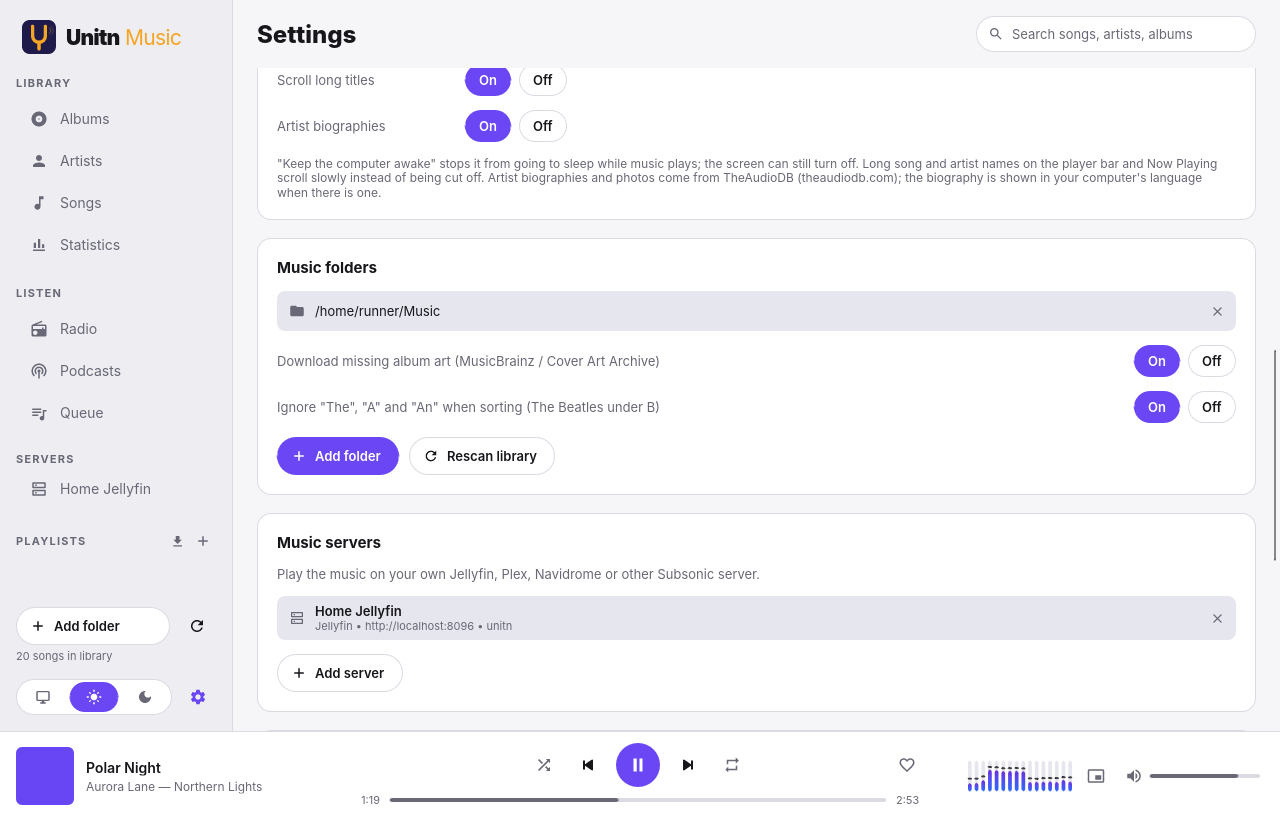 Unitn Music
LIBRARY
Albums
Artists
Songs
Statistics
LISTEN
Radio
Podcasts
Queue
SERVERS
Home Jellyfin
PLAYLISTS
Add folder
20 songs in library
Settings
Search songs, artists, albums
Scroll long titles
On
Off
Artist biographies
On
Off
"Keep the computer awake" stops it from going to sleep while music plays; the screen can still turn off. Long song and artist names on the player bar and Now Playing
scroll slowly instead of being cut off. Artist biographies and photos come from TheAudioDB (theaudiodb.com); the biography is shown in your computer's language
when there is one.
Music folders
/home/runner/Music
Download missing album art (MusicBrainz / Cover Art Archive)
On
Off
Ignore "The", "A" and "An" when sorting (The Beatles under B)
On
Off
Add folder
Rescan library
Music servers
Play the music on your own Jellyfin, Plex, Navidrome or other Subsonic server.
Home Jellyfin
Jellyfin • http://localhost:8096 • unitn
Add server
Polar Night
Aurora Lane — Northern Lights
1:19
2:53